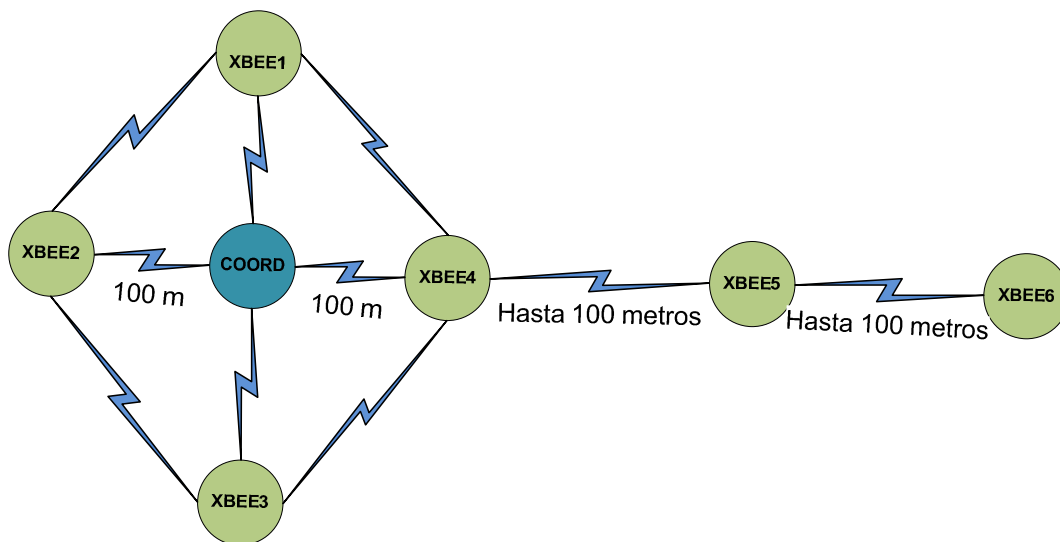 XBEE1
XBEE2
COORD
XBEE4
XBEE5
XBEE6
100 m
100 m
Hasta 100 metros
Hasta 100 metros
XBEE3